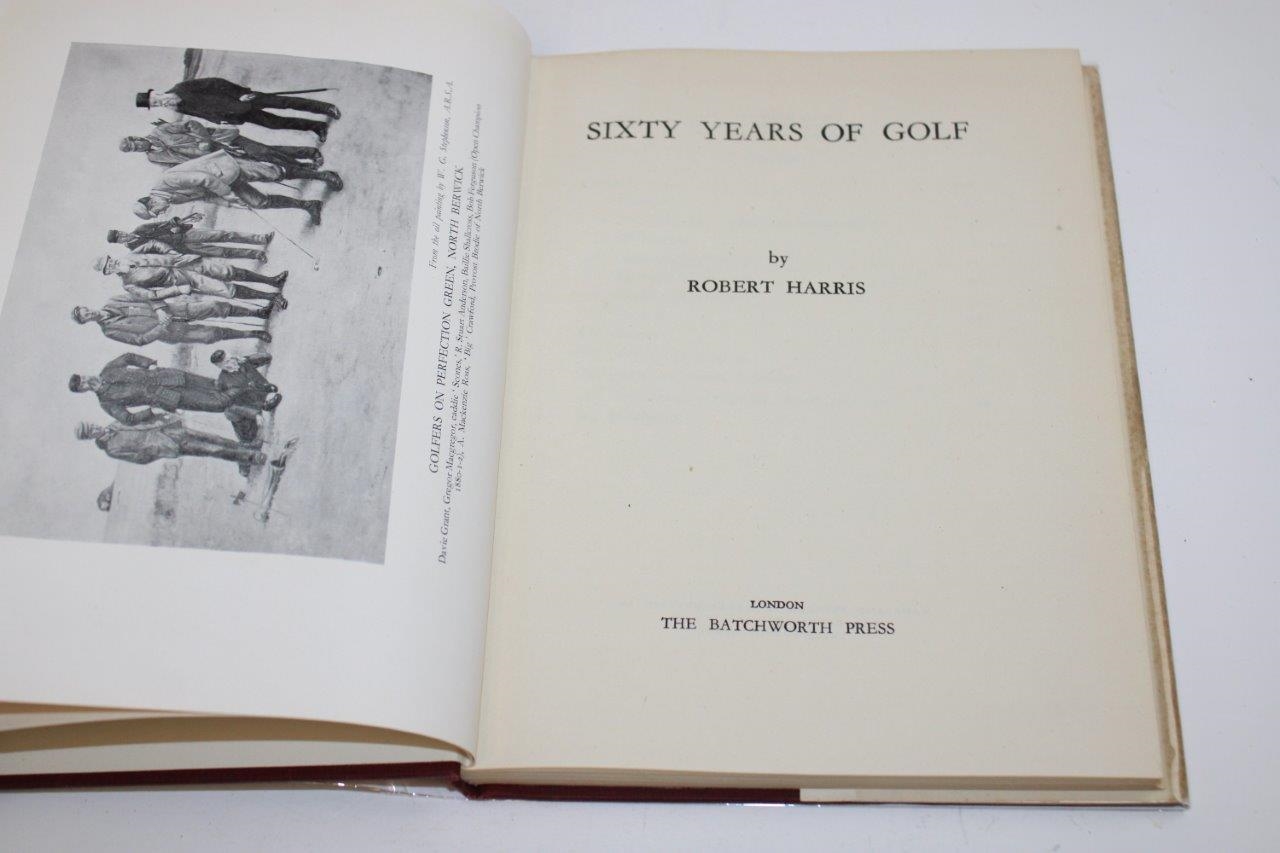 From the oil painting by W. G. Stephenson, A.R.S.A.
GOLFERS ON PERFECTION GREEN, NORTH BERWICK
Davie Grant, Gregor Macgregor, caddie 'Scones,' R. Stuart Anderson, Bailie Shallcross, Bob Ferguson (Open Champion
1880-1-2), A. Mackenzie Ross, 'Big' Crawford, Provost Brodie of North Berwick
SIXTY YEARS OF GOLF
by
ROBERT HARRIS
LONDON
THE BATCHWORTH PRESS